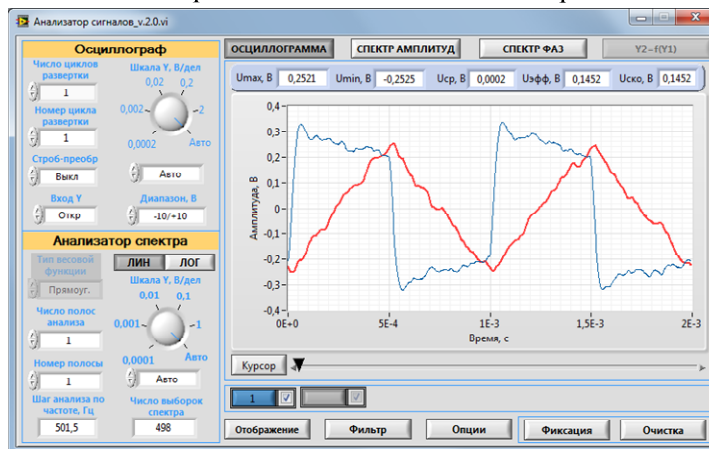 Анализатор сигналов_v.2.0.vi
Осциллограф
Число циклов развертки
1
Номер цикла развертки
1
Строб-преобр
Выкл
Вход Y
Откр
Шкала Y, В/дел
0,02 0,2
0,002 2
0,0002 Авто
Авто
Диапазон, В
-10/+10
Анализатор спектра
Тип весовой функции
Прямоуг.
Число полос анализа
1
Номер полосы
1
Шаг анализа по частоте, Гц
501,5
ЛИН ЛОГ
Шкала Y, В/дел
0,01 0,1
0,001 1
0,0001 Авто
Авто
Число выборок спектра
498
ОСЦИЛЛОГРАММА СПЕКТР АМПЛИТУД СПЕКТР ФАЗ Y2-f(Y1)
Uмах, В 0,2521 Umin, В -0,2525 Uср, В 0,0002 Uэфф, В 0,1452 Uско, В 0,1452
Амплитуда, В
0,4
0,3
0,2
0,1
0
-0,1
-0,2
-0,3
-0,4
0E+0 5E-4 1E-3 1,5E-3 2E-3
Время, с
Курсор
1
Отображение Фильтр Опции Фиксация Очистка